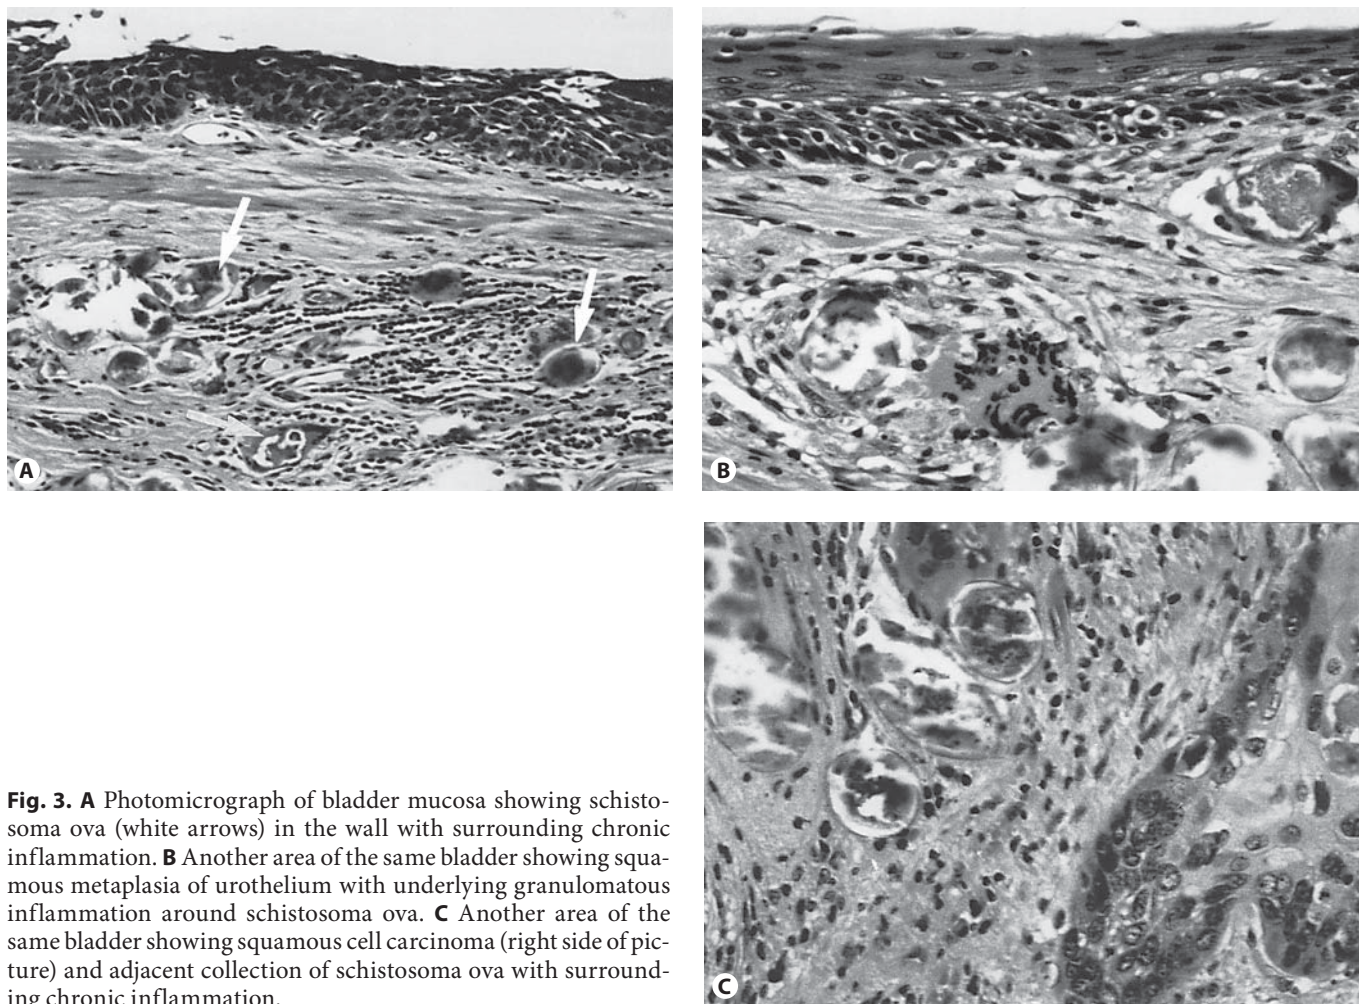 A
B
C
Fig. 3. A Photomicrograph of bladder mucosa showing schisto-
soma ova (white arrows) in the wall with surrounding chronic
inflammation. B Another area of the same bladder showing squa-
mous metaplasia of urothelium with underlying granulomatous
inflammation around schistosoma ova. C Another area of the
same bladder showing squamous cell carcinoma (right side of pic-
ture) and adjacent collection of schistosoma ova with surround-
ing chronic inflammation.